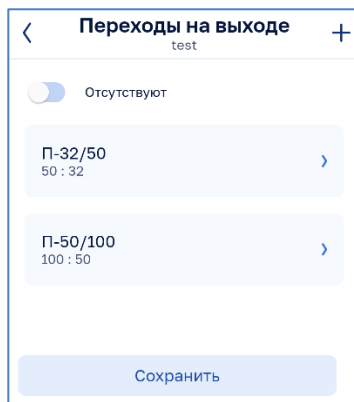 Переходы на выходе
test
Отсутствуют
П-32/50
50 : 32
П-50/100
100 : 50
Сохранить